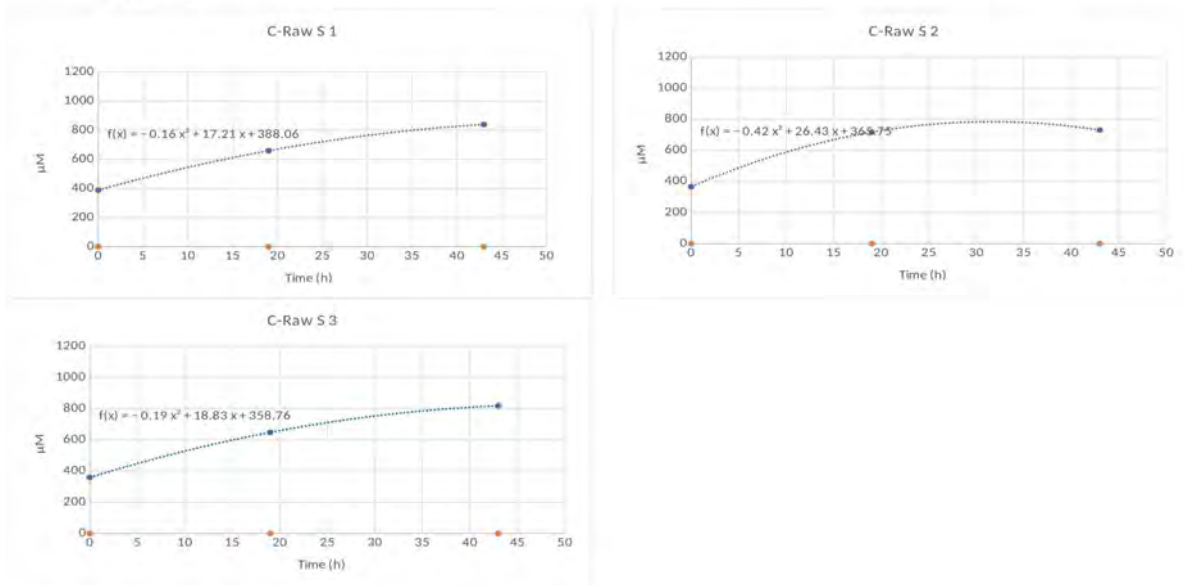 C-Raw S 1
1200
1000
800
f(x) = − 0.16 x² + 17.21 x + 388.06
600
µM
400
200
0
0 5 10 15 20 25 30 35 40 45 50
Time (h)
C-Raw S 2
1200
1000
800
f(x) = − 0.42 x² + 26.43 x + 365.75
600
µM
400
200
0
0 5 10 15 20 25 30 35 40 45 50
Time (h)
C-Raw S 3
1200
1000
800
f(x) = − 0.19 x² + 18.83 x + 358.76
600
µM
400
200
0
0 5 10 15 20 25 30 35 40 45 50
Time (h)